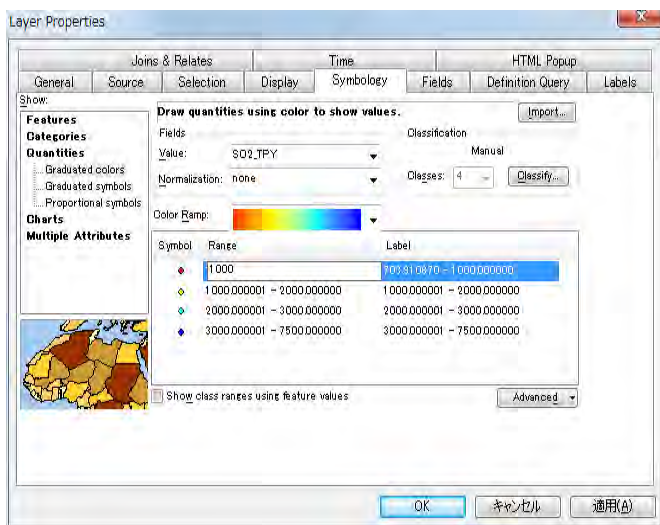 Layer Properties
Joins & Relates Time HTML Popup
General Source Selection Display Symbology Fields Definition Query Labels
Show:
Features
Categories
Quantities
Graduated colors
Graduated symbols
Proportional symbols
Charts
Multiple Attributes
Draw quantities using color to show values.
Import...
Fields
Value: SO2_TPY
Normalization: none
Classification
Manual
Classes: 4 Classify...
Color Ramp:
Symbol Range Label
1000 703.910870 - 1000.000000
1000.000001 - 2000.000000 1000.000001 - 2000.000000
2000.000001 - 3000.000000 2000.000001 - 3000.000000
3000.000001 - 7500.000000 3000.000001 - 7500.000000
Show class ranges using feature values
Advanced
OK キャンセル 適用(A)